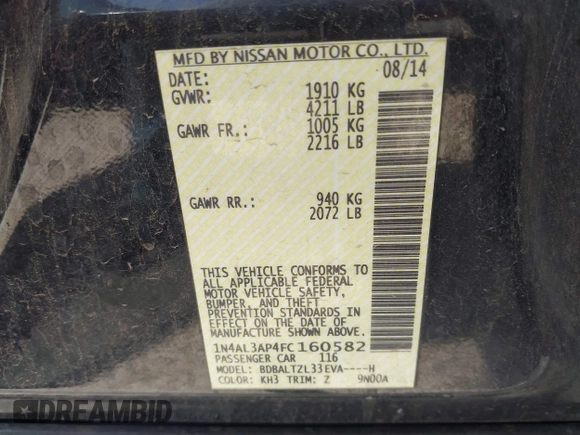 MFD BY NISSAN MOTOR CO., LTD.
DATE: 08/14
GVWR: 1910 KG
4211 LB
GAWR FR.: 1005 KG
2216 LB
GAWR RR.: 940 KG
2072 LB
THIS VEHICLE CONFORMS TO
ALL APPLICABLE FEDERAL
MOTOR VEHICLE SAFETY,
BUMPER, AND THEFT
PREVENTION STANDARDS IN
EFFECT ON THE DATE OF
MANUFACTURE SHOWN ABOVE.
1N4AL3AP4FC160582
PASSENGER CAR 116
MODEL: BDBALTZL33EVA----H
COLOR: KH3 TRIM: Z 9N00A
DREAMBID